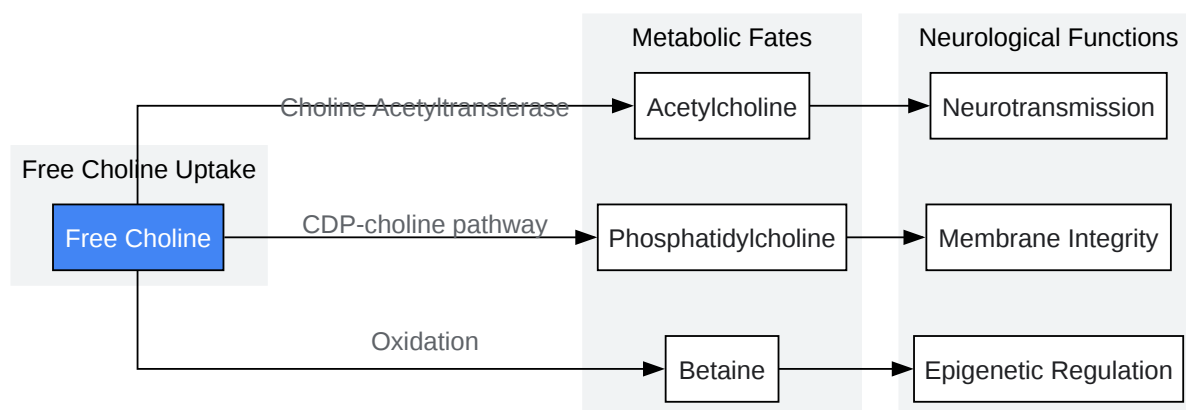 Metabolic Fates
Neurological Functions
Choline Acetyltransferase
Acetylcholine
Neurotransmission
Free Choline Uptake
Free Choline
CDP-choline pathway
Phosphatidylcholine
Membrane Integrity
Oxidation
Betaine
Epigenetic Regulation